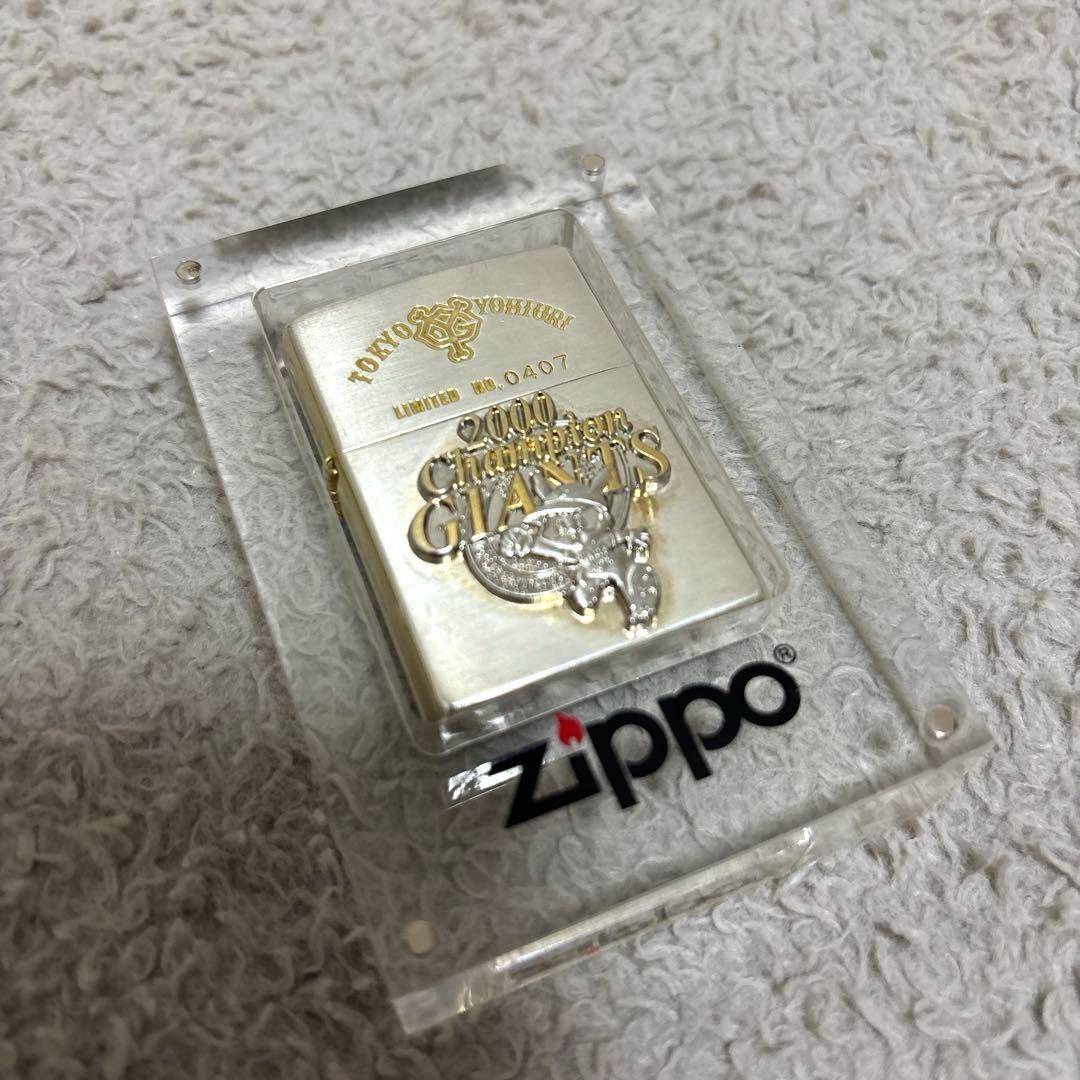 TOKYO YOMIURI
LIMITED NO.0407
2000
Champion
GIANTS
zippo®